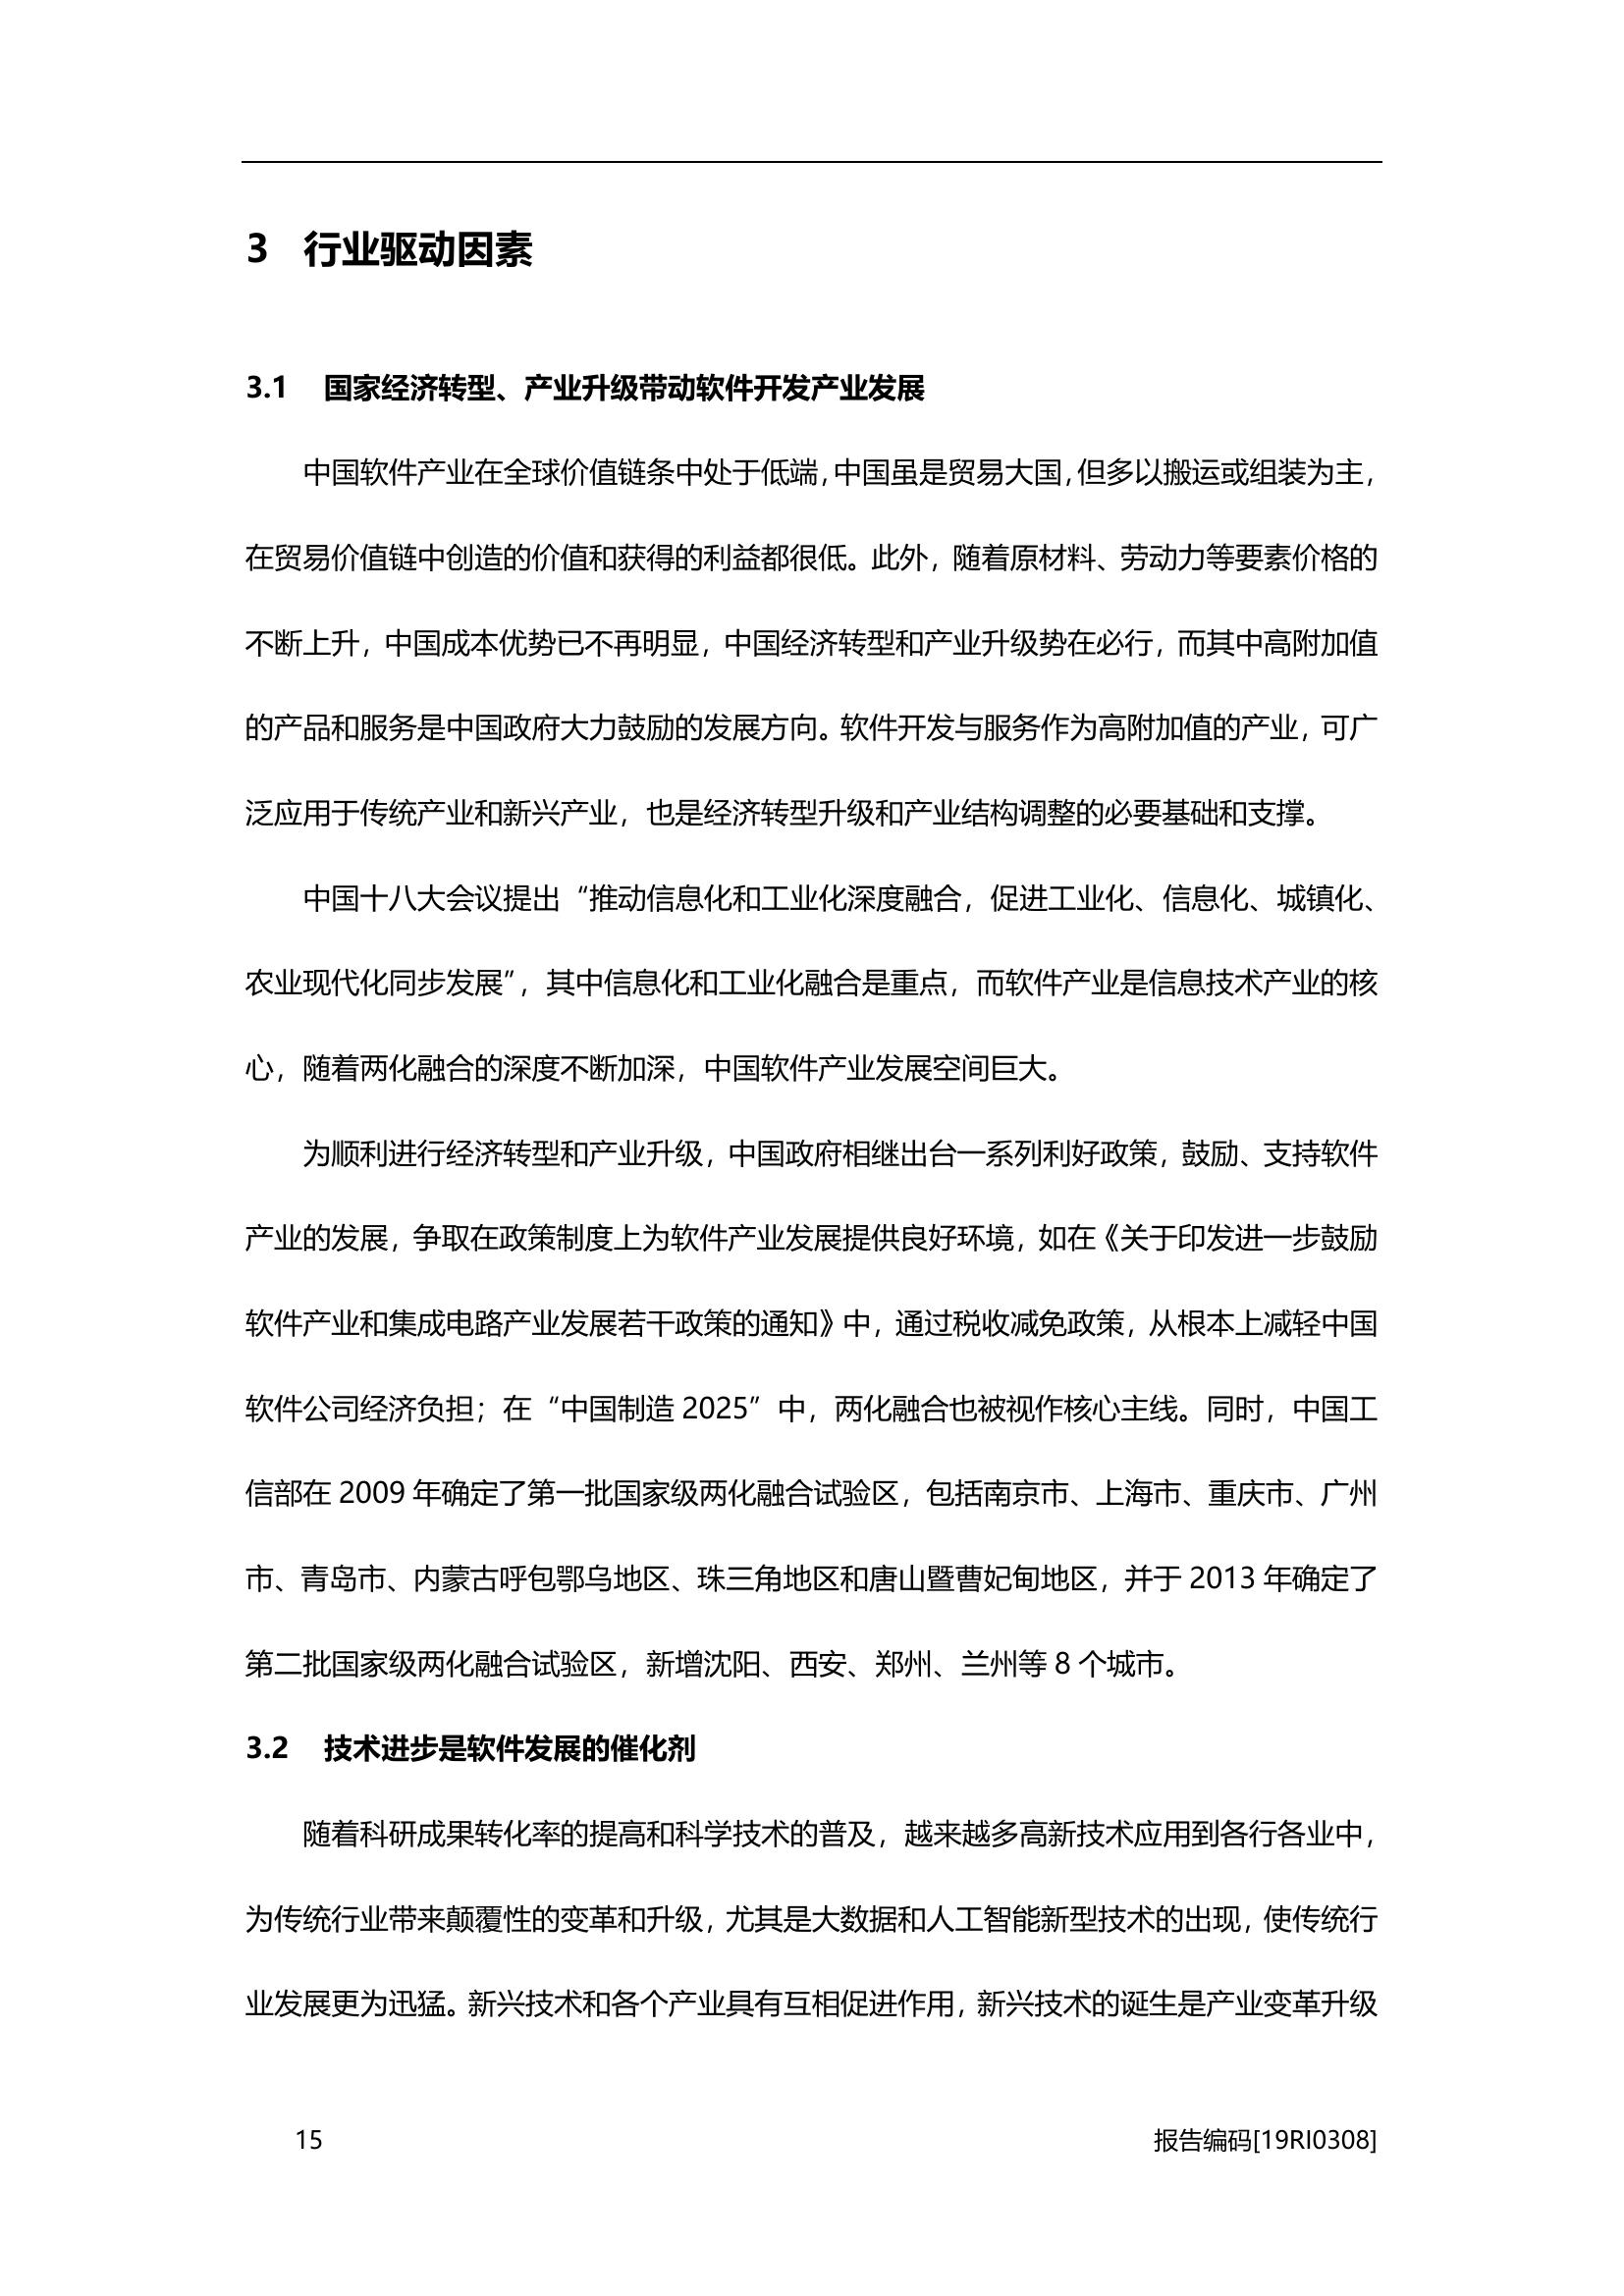 3 行业驱动因素
3.1 国家经济转型、产业升级带动软件开发产业发展
中国软件产业在全球价值链条中处于低端，中国虽是贸易大国，但多以搬运或组装为主，
在贸易价值链中创造的价值和获得的利益都很低。此外，随着原材料、劳动力等要素价格的
不断上升，中国成本优势已不再明显，中国经济转型和产业升级势在必行，而其中高附加值
的产品和服务是中国政府大力鼓励的发展方向。软件开发与服务作为高附加值的产业，可广
泛应用于传统产业和新兴产业，也是经济转型升级和产业结构调整的必要基础和支撑。
中国十八大会议提出“推动信息化和工业化深度融合，促进工业化、信息化、城镇化、
农业现代化同步发展”，其中信息化和工业化融合是重点，而软件产业是信息技术产业的核
心，随着两化融合的深度不断加深，中国软件产业发展空间巨大。
为顺利进行经济转型和产业升级，中国政府相继出台一系列利好政策，鼓励、支持软件
产业的发展，争取在政策制度上为软件产业发展提供良好环境，如在《关于印发进一步鼓励
软件产业和集成电路产业发展若干政策的通知》中，通过税收减免政策，从根本上减轻中国
软件公司经济负担；在“中国制造 2025”中，两化融合也被视作核心主线。同时，中国工
信部在 2009 年确定了第一批国家级两化融合试验区，包括南京市、上海市、重庆市、广州
市、青岛市、内蒙古呼包鄂乌地区、珠三角地区和唐山暨曹妃甸地区，并于 2013 年确定了
第二批国家级两化融合试验区，新增沈阳、西安、郑州、兰州等 8 个城市。
3.2 技术进步是软件发展的催化剂
随着科研成果转化率的提高和科学技术的普及，越来越多高新技术应用到各行各业中，
为传统行业带来颠覆性的变革和升级，尤其是大数据和人工智能新型技术的出现，使传统行
业发展更为迅猛。新兴技术和各个产业具有互相促进作用，新兴技术的诞生是产业变革升级
15 报告编码[19RI0308]